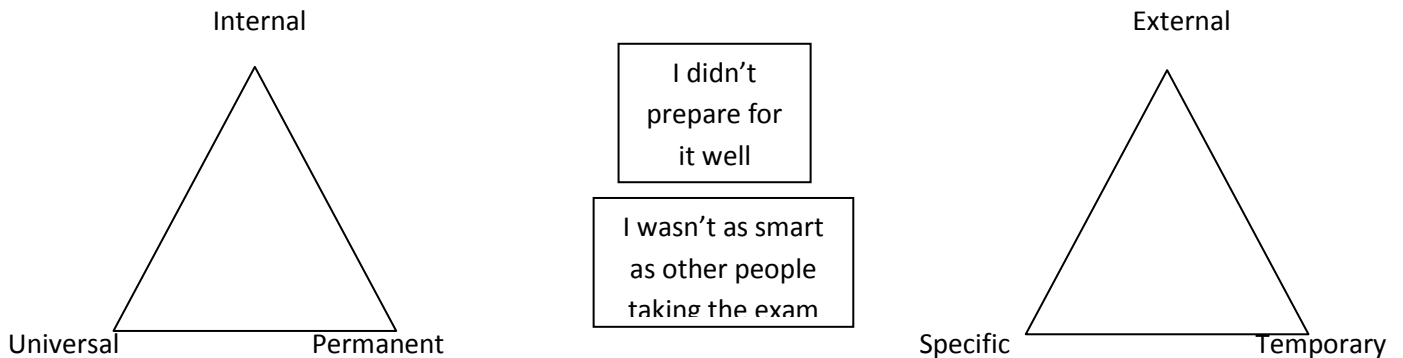 Internal
External
I didn’t
prepare for
it well
I wasn’t as smart
as other people
taking the exam
Universal
Permanent
Specific
Temporary